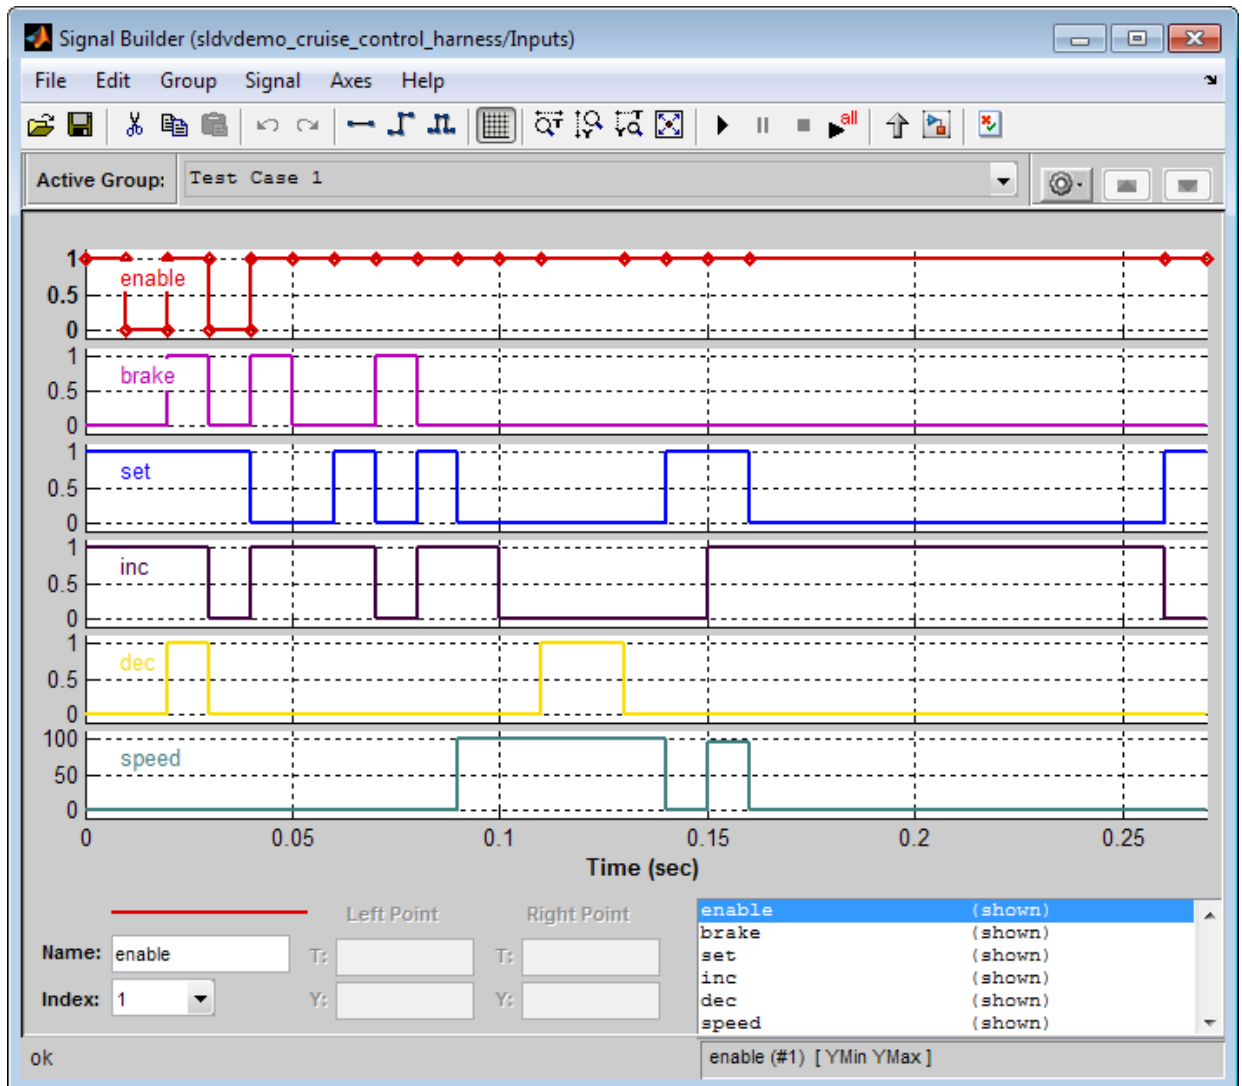 Signal Builder (sldvdemo_cruise_control_harness/Inputs)
File Edit Group Signal Axes Help
all
Active Group: Test Case 1
1
enable
0.5
0
1
brake
0.5
0
1
set
0.5
0
1
inc
0.5
0
1
dec
0.5
0
100
speed
50
0
0 0.05 0.1 0.15 0.2 0.25
Time (sec)
Left Point Right Point
Name: enable T: T:
Index: 1 Y: Y:
enable (shown)
brake (shown)
set (shown)
inc (shown)
dec (shown)
speed (shown)
ok
enable (#1) [ YMin YMax ]